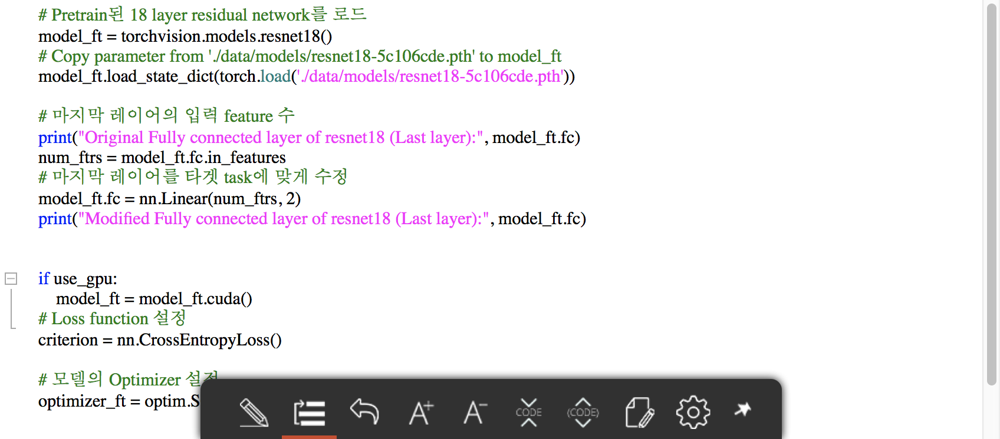 # Pretrain된 18 layer residual network를 로드
model_ft = torchvision.models.resnet18()
# Copy parameter from './data/models/resnet18-5c106cde.pth' to model_ft
model_ft.load_state_dict(torch.load('./data/models/resnet18-5c106cde.pth'))
# 마지막 레이어의 입력 feature 수
print("Original Fully connected layer of resnet18 (Last layer):", model_ft.fc)
num_ftrs = model_ft.fc.in_features
# 마지막 레이어를 타겟 task에 맞게 수정
model_ft.fc = nn.Linear(num_ftrs, 2)
print("Modified Fully connected layer of resnet18 (Last layer):", model_ft.fc)
if use_gpu:
model_ft = model_ft.cuda()
# Loss function 설정
criterion = nn.CrossEntropyLoss()
# 모델의 Optimizer 설정
optimizer_ft = optim.S
A+ A- CODE (CODE)